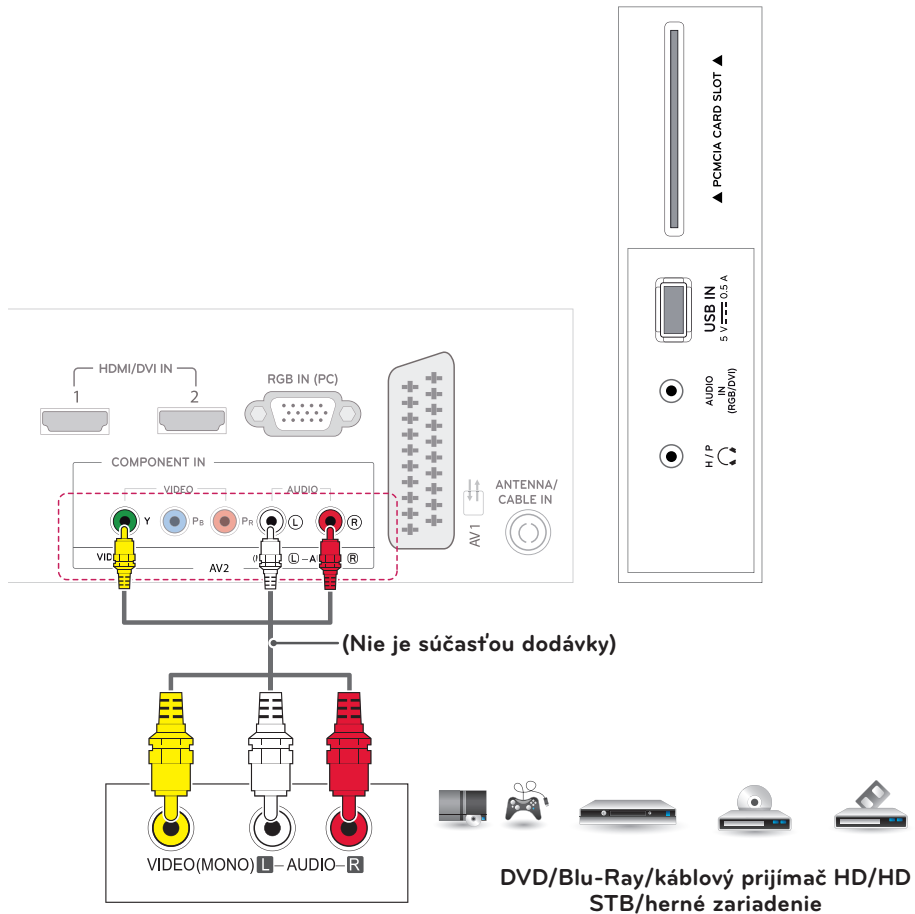 ▲ PCMCIA CARD SLOT ▲
USB IN
5 V 0.5 A
AUDIO
IN
(RGB/DVI)
H / P
HDMI/DVI IN
1 2
RGB IN (PC)
COMPONENT IN
VIDEO AUDIO
Y PB PR L R
AV2
L R
AV1
ANTENNA/
CABLE IN
(Nie je súčasťou dodávky)
VIDEO(MONO) L – AUDIO – R
DVD/Blu-Ray/káblový prijímač HD/HD
STB/herné zariadenie